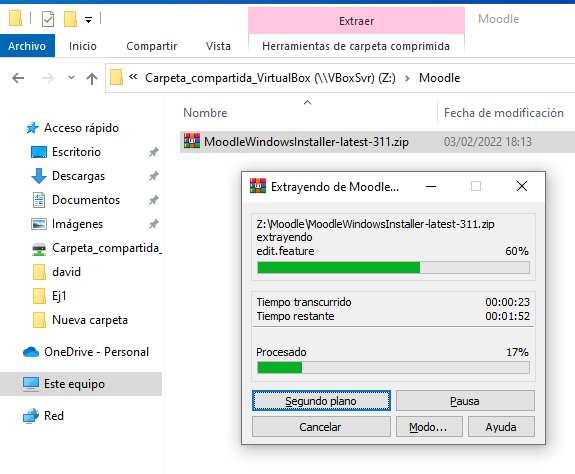 Extraer
Moodle
Archivo
Inicio
Compartir
Vista
Herramientas de carpeta comprimida
Carpeta_compartida_VirtualBox (\\VBoxSvr) (Z:)
Moodle
Nombre
Fecha de modificación
Acceso rápido
Escritorio
Descargas
Documentos
Imágenes
Carpeta_compartida_
david
Ej1
Nueva carpeta
OneDrive - Personal
Este equipo
Red
MoodleWindowsInstaller-latest-311.zip
03/02/2022 18:13
Extrayendo de Moodle...
Z:\Moodle\MoodleWindowsInstaller-latest-311.zip
extrayendo
edit.feature 60%
Tiempo transcurrido 00:00:23
Tiempo restante 00:01:52
Procesado 17%
Segundo plano
Pausa
Cancelar
Modo...
Ayuda